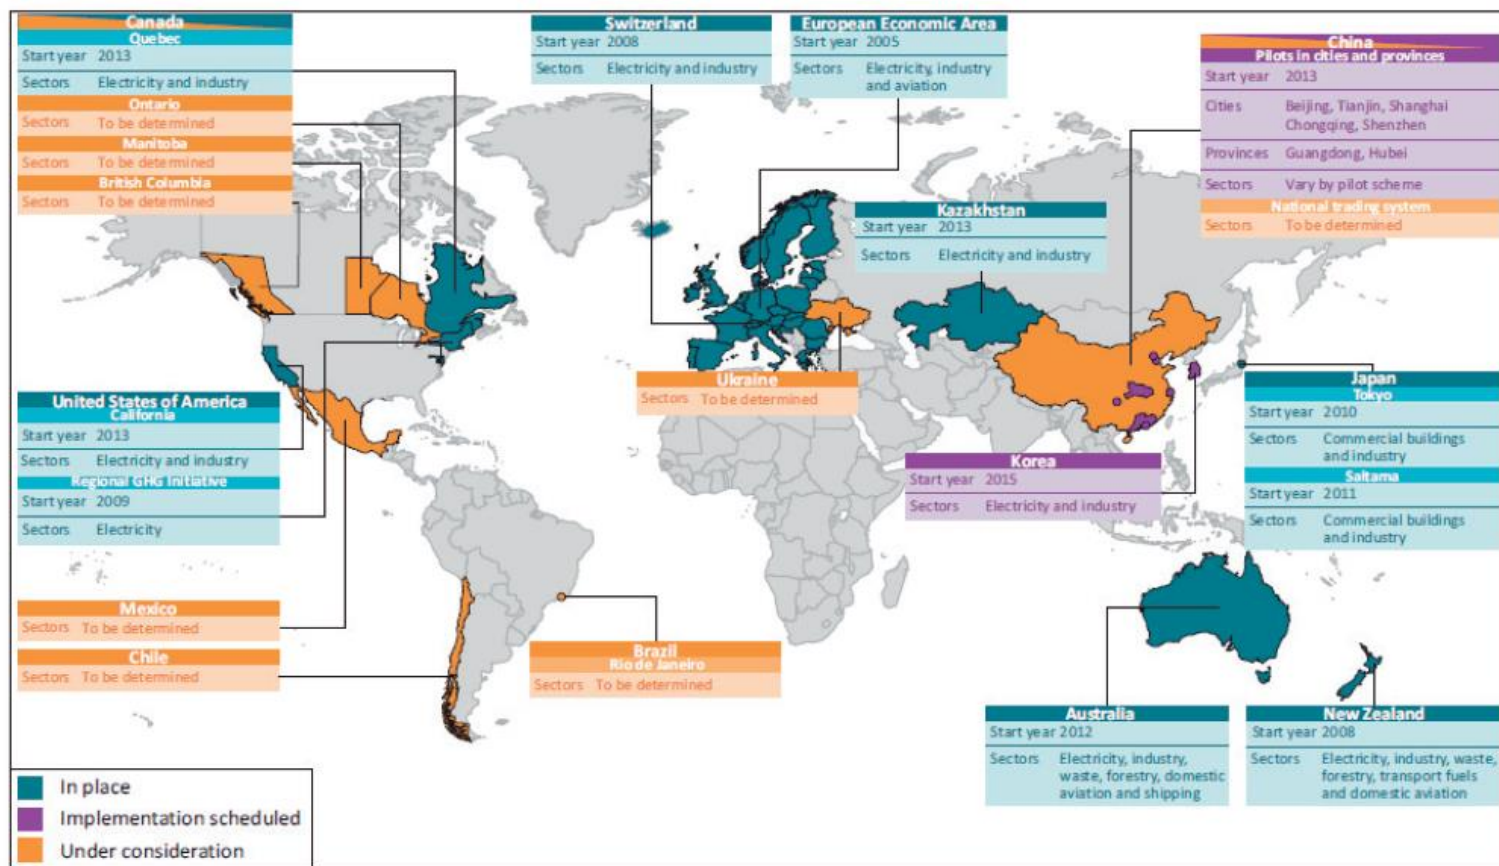 Canada
Quebec
Start year 2013
Sectors Electricity and industry
Ontario
Sectors To be determined
Manitoba
Sectors To be determined
British Columbia
Sectors To be determined
Switzerland
Start year 2008
Sectors Electricity and industry
European Economic Area
Start year 2005
Sectors Electricity, industry
and aviation
China
Pilots in cities and provinces
Start year 2013
Cities Beijing, Tianjin, Shanghai
Chongqing, Shenzhen
Provinces Guangdong, Hubei
Sectors Vary by pilot scheme
National trading system
Sectors To be determined
Kazakhstan
Start year 2013
Sectors Electricity and industry
Ukraine
Sectors To be determined
United States of America
California
Start year 2013
Sectors Electricity and industry
Regional GHG Initiative
Start year 2009
Sectors Electricity
Japan
Tokyo
Start year 2010
Sectors Commercial buildings
and industry
Saitama
Start year 2011
Sectors Commercial buildings
and industry
Korea
Start year 2015
Sectors Electricity and industry
Mexico
Sectors To be determined
Chile
Sectors To be determined
Brazil
Rio de Janeiro
Sectors To be determined
Australia
Start year 2012
Sectors Electricity, industry,
waste, forestry, domestic
aviation and shipping
New Zealand
Start year 2008
Sectors Electricity, industry, waste,
forestry, transport fuels
and domestic aviation
In place
Implementation scheduled
Under consideration